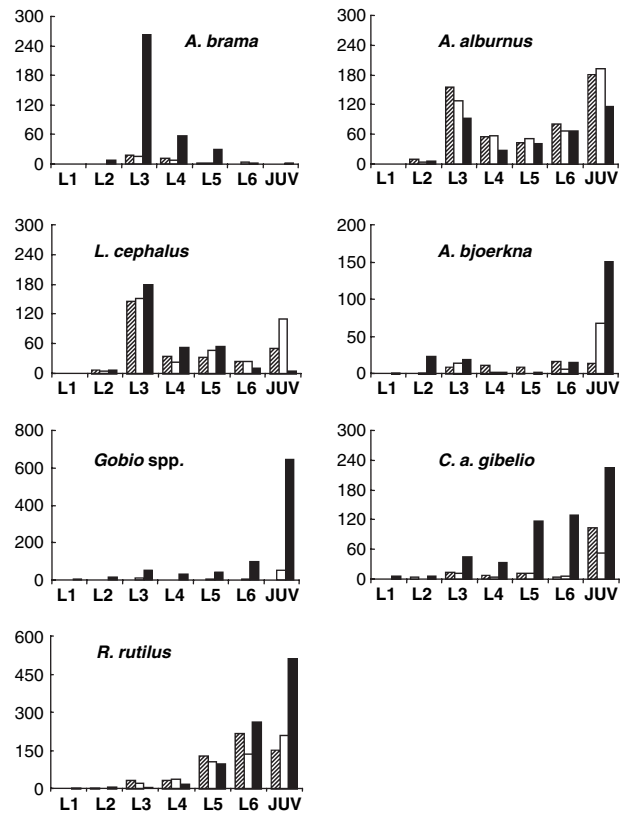 A. brama
300
240
180
120
60
0
L1 L2 L3 L4 L5 L6 JUV
A. alburnus
300
240
180
120
60
0
L1 L2 L3 L4 L5 L6 JUV
L. cephalus
300
240
180
120
60
0
L1 L2 L3 L4 L5 L6 JUV
A. bjoerkna
200
150
100
50
0
L1 L2 L3 L4 L5 L6 JUV
Gobio spp.
800
600
400
200
0
L1 L2 L3 L4 L5 L6 JUV
C. a. gibelio
300
240
180
120
60
0
L1 L2 L3 L4 L5 L6 JUV
R. rutilus
600
450
300
150
0
L1 L2 L3 L4 L5 L6 JUV